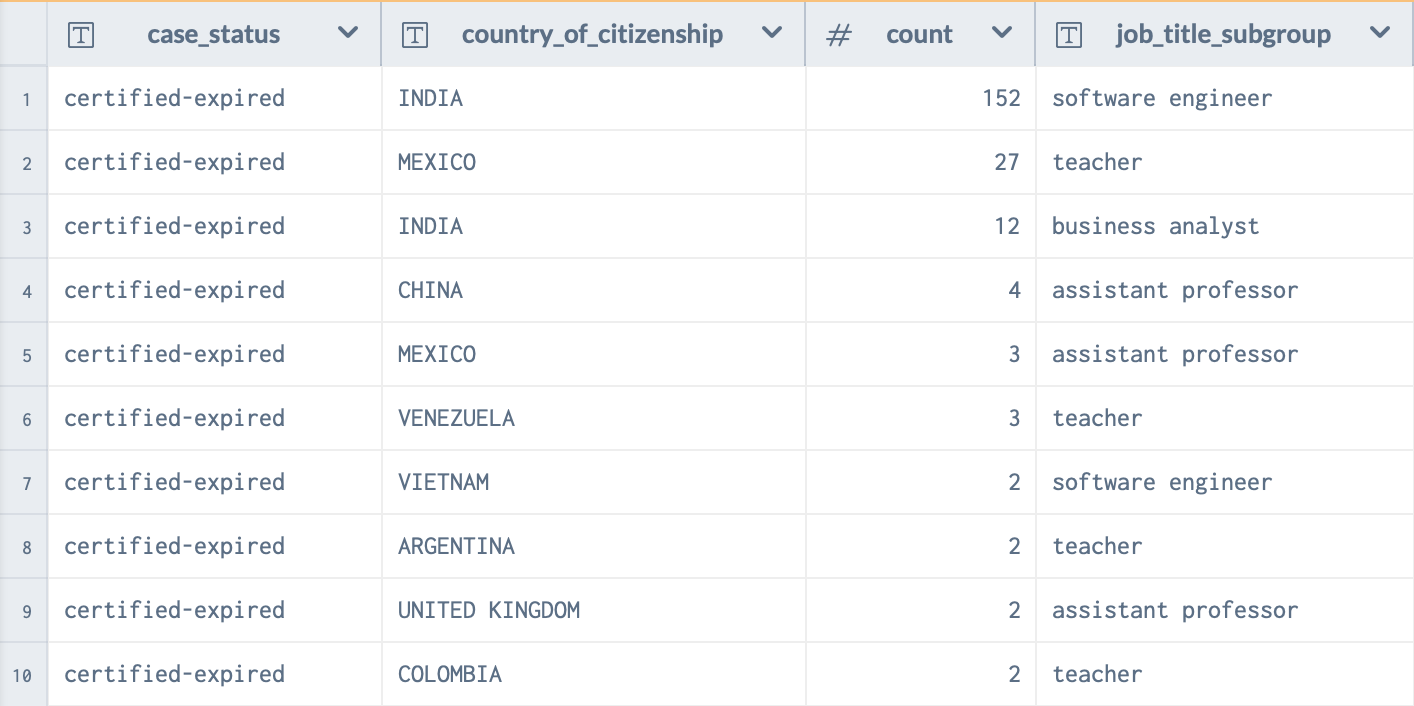 case_status country_of_citizenship # count job_title_subgroup
1 certified-expired INDIA 152 software engineer
2 certified-expired MEXICO 27 teacher
3 certified-expired INDIA 12 business analyst
4 certified-expired CHINA 4 assistant professor
5 certified-expired MEXICO 3 assistant professor
6 certified-expired VENEZUELA 3 teacher
7 certified-expired VIETNAM 2 software engineer
8 certified-expired ARGENTINA 2 teacher
9 certified-expired UNITED KINGDOM 2 assistant professor
10 certified-expired COLOMBIA 2 teacher